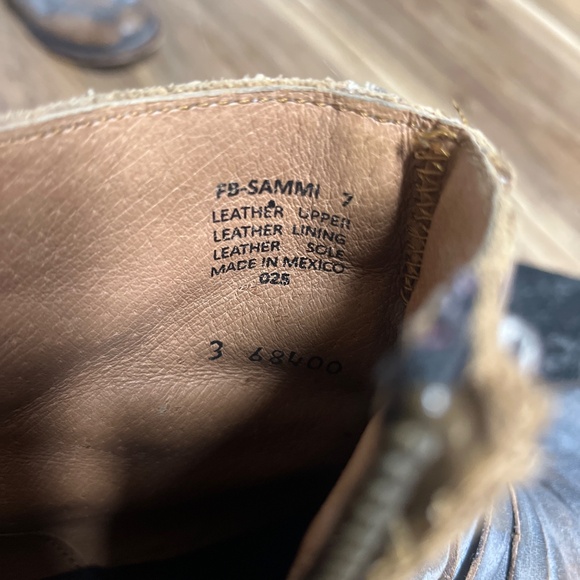 FB-SAMMI 7
LEATHER UPPER
LEATHER LINING
LEATHER SOLE
MADE IN MEXICO
025
3 68400